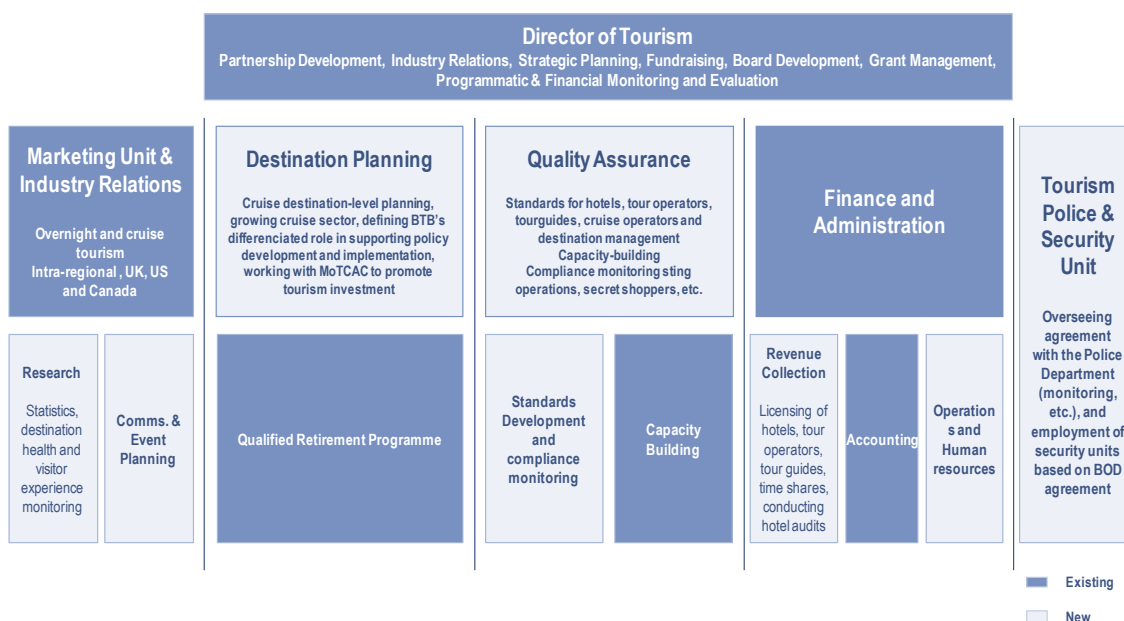 Director of Tourism
Partnership Development, Industry Relations, Strategic Planning, Fundraising, Board Development, Grant Management,
Programmatic & Financial Monitoring and Evaluation
Marketing Unit &
Industry Relations
Overnight and cruise
tourism
Intra-regional, UK, US
and Canada
Destination Planning
Cruise destination-level planning,
growing cruise sector, defining BTB's
differenciated role in supporting policy
development and implementation,
working with MoTCAC to promote
tourism investment
Quality Assurance
Standards for hotels, tour operators,
tourguides, cruise operators and
destination management
Capacity-building
Compliance monitoring sting
operations, secret shoppers, etc.
Finance and
Administration
Tourism
Police &
Security
Unit
Overseeing
agreement
with the Police
Department
(monitoring,
etc.), and
employment of
security units
based on BOD
agreement
Research
Statistics,
destination
health and
visitor
experience
monitoring
Comms. &
Event
Planning
Qualified Retirement Programme
Standards
Development
and
compliance
monitoring
Capacity
Building
Revenue
Collection
Licensing of
hotels, tour
operators,
tour guides,
time shares,
conducting
hotel audits
Accounting
Operation
s and
Human
resources
Existing
New